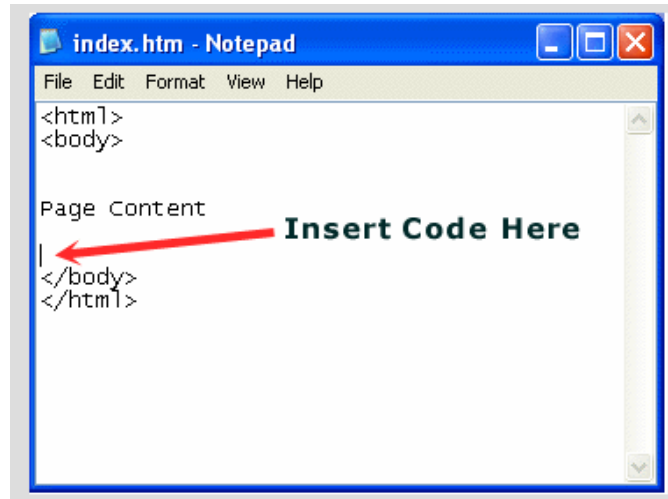 index.htm - Notepad
File Edit Format View Help
<html>
<body>
Page Content
Insert Code Here
</body>
</html>